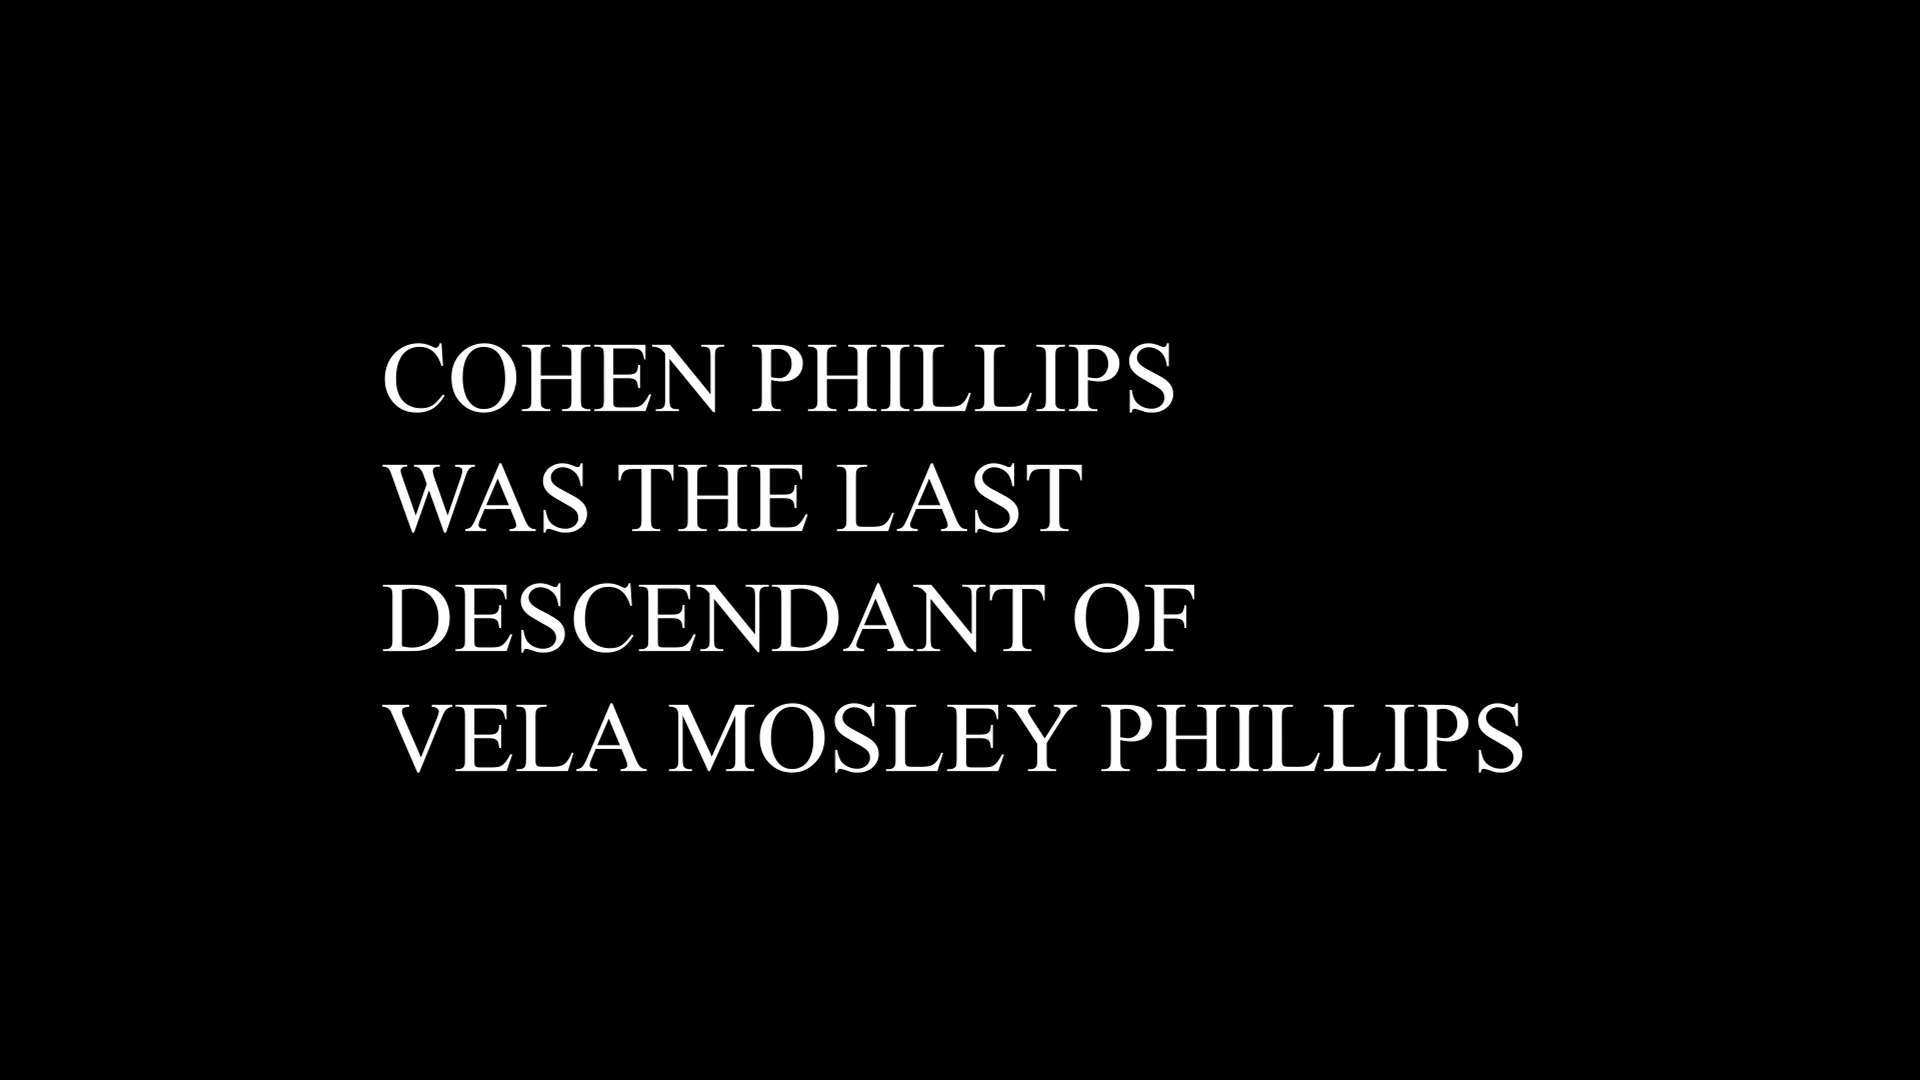 COHEN PHILLIPS
WAS THE LAST
DESCENDANT OF
VELA MOSLEY PHILLIPS